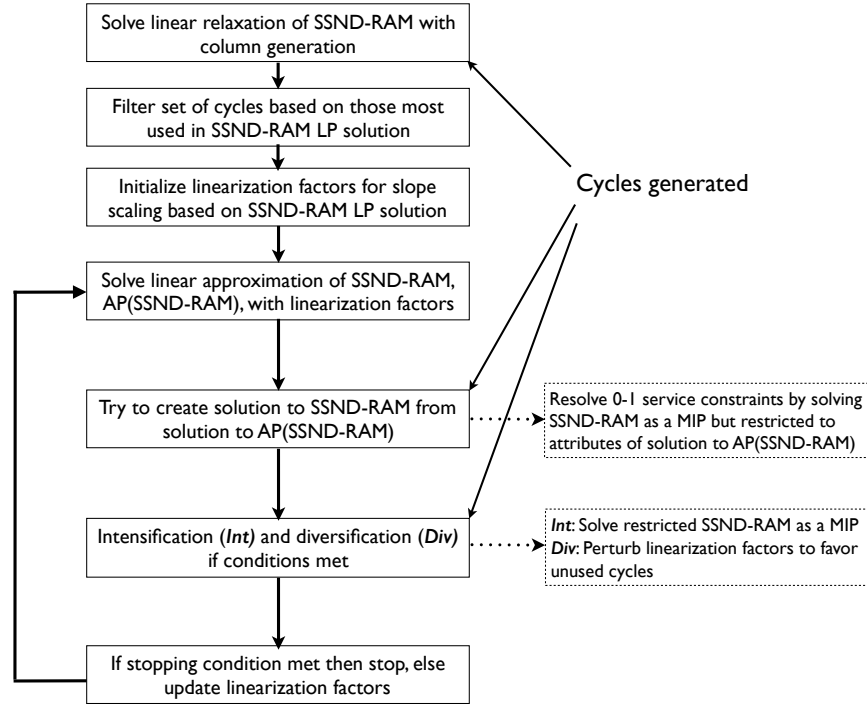 Solve linear relaxation of SSND-RAM with
column generation
Filter set of cycles based on those most
used in SSND-RAM LP solution
Initialize linearization factors for slope
scaling based on SSND-RAM LP solution
Cycles generated
Solve linear approximation of SSND-RAM,
AP(SSND-RAM), with linearization factors
Try to create solution to SSND-RAM from
solution to AP(SSND-RAM)
Resolve 0-1 service constraints by solving
SSND-RAM as a MIP but restricted to
attributes of solution to AP(SSND-RAM)
Intensification (Int) and diversification (Div)
if conditions met
Int: Solve restricted SSND-RAM as a MIP
Div: Perturb linearization factors to favor
unused cycles
If stopping condition met then stop, else
update linearization factors